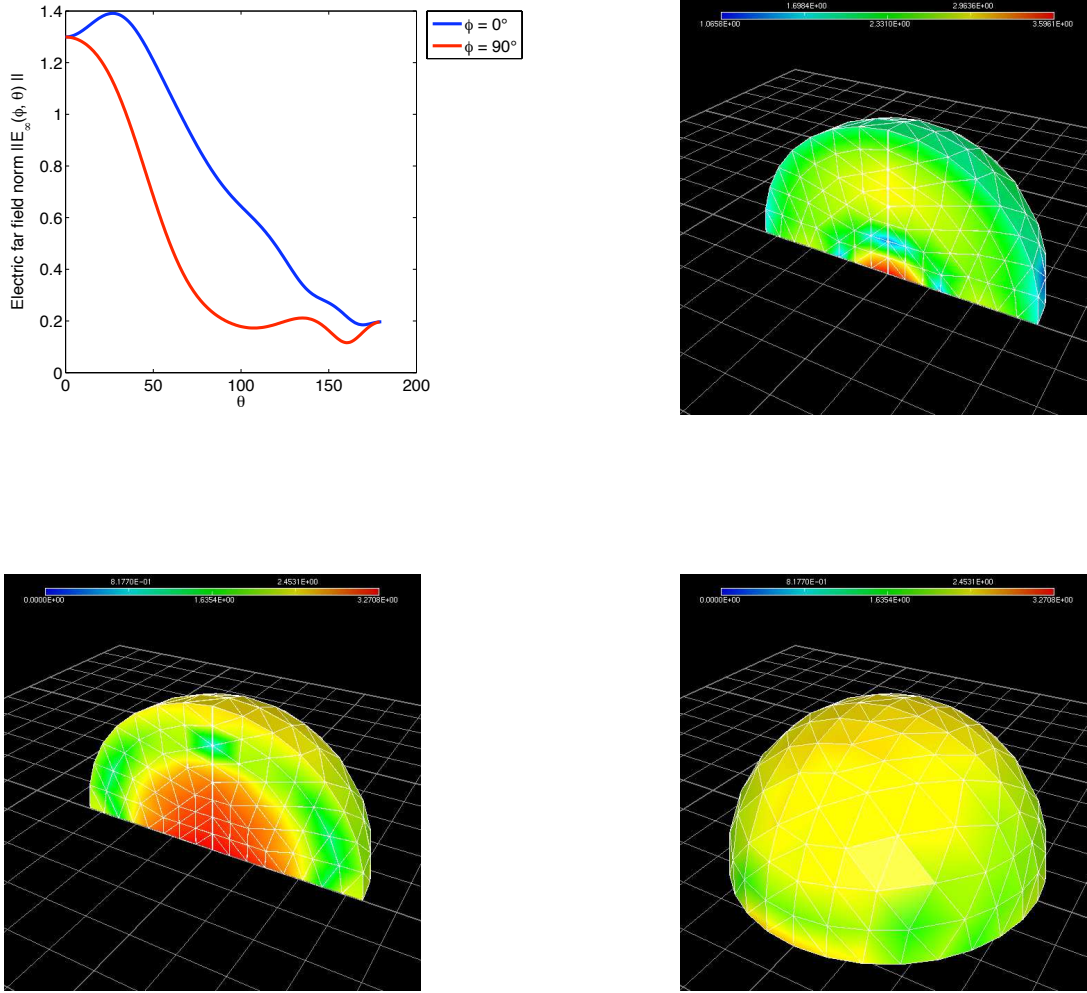 1.4
1.2
1
0.8
0.6
0.4
0.2
0
0
50
100
150
200
θ
Electric far field norm ||E∞(ϕ, θ) ||
ϕ = 0°
ϕ = 90°
1.6984E+00 2.9636E+00
1.0658E+00 2.3310E+00 3.5961E+00
8.1770E-01 2.4531E+00
0.0000E+00 1.6354E+00 3.2708E+00
8.1770E-01 2.4531E+00
0.0000E+00 1.6354E+00 3.2708E+00